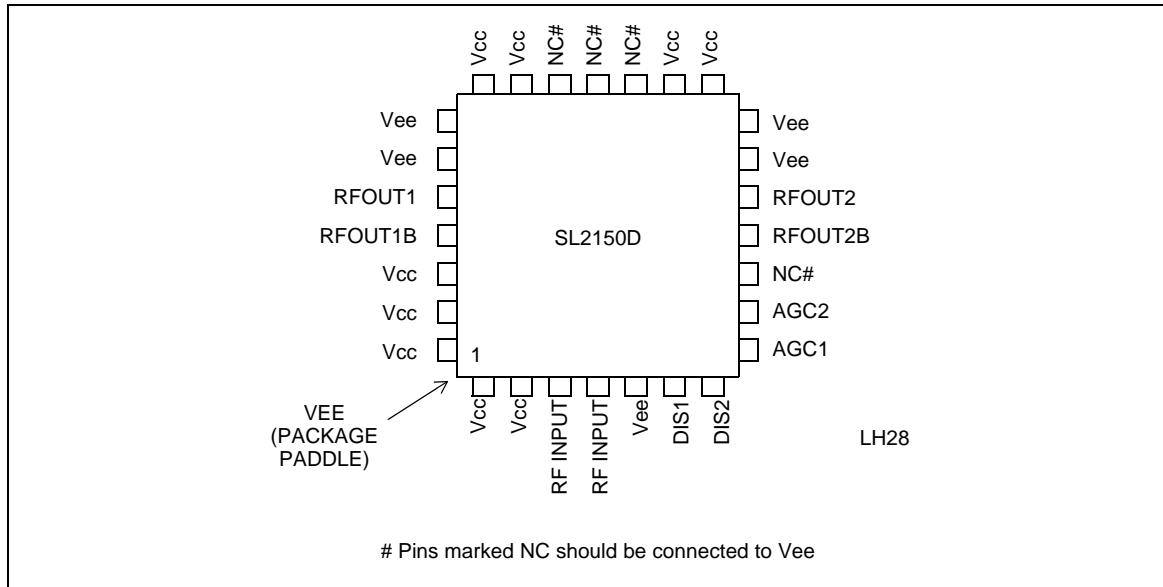 Vcc
Vcc
NC#
NC#
NC#
Vcc
Vcc
Vee
Vee
Vee
Vee
RFOUT1
RFOUT2
RFOUT1B
SL2150D
RFOUT2B
Vcc
NC#
Vcc
AGC2
Vcc
1
AGC1
Vcc
Vcc
RF INPUT
RF INPUT
Vee
DIS1
DIS2
VEE
(PACKAGE
PADDLE)
LH28
# Pins marked NC should be connected to Vee